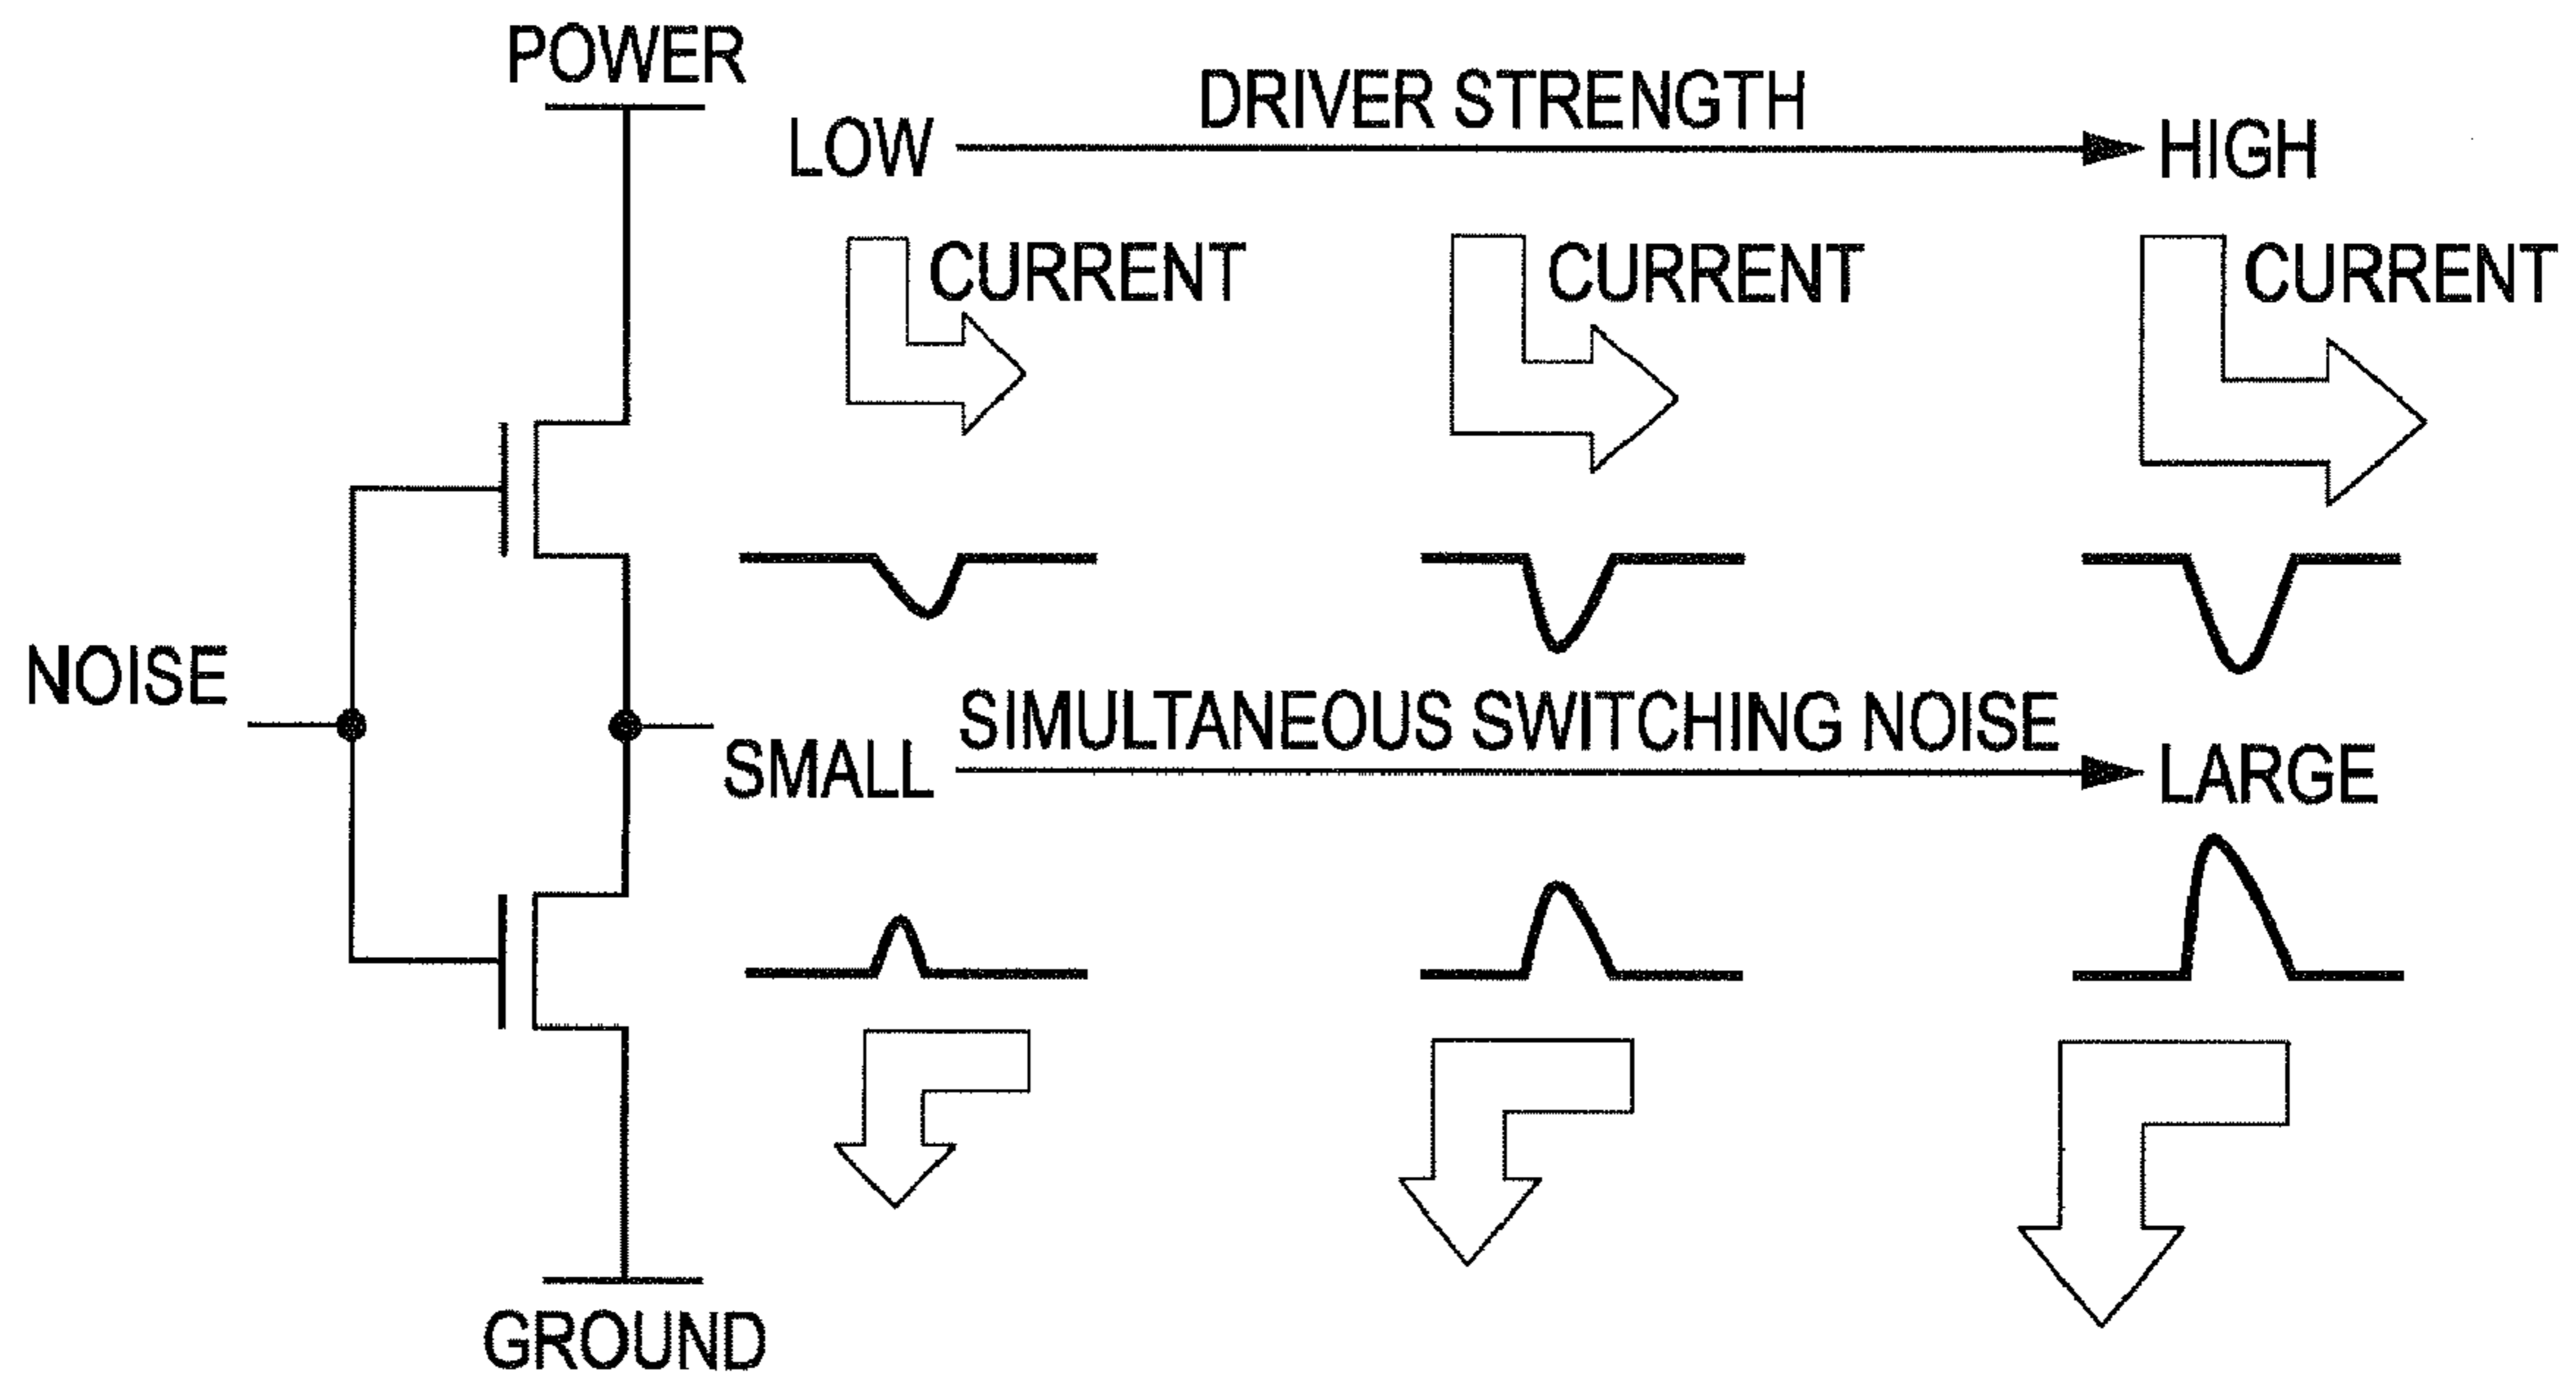 POWER
DRIVER STRENGTH
LOW
HIGH
CURRENT
CURRENT
CURRENT
NOISE
SIMULTANEOUS SWITCHING NOISE
SMALL
LARGE
GROUND